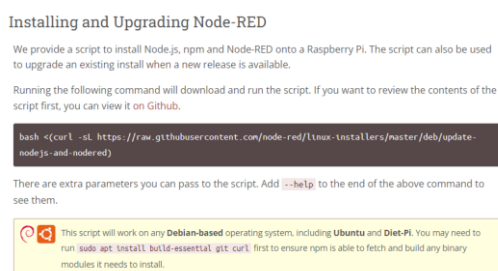 Installing and Upgrading Node-RED
We provide a script to install Node.js, npm and Node-RED onto a Raspberry Pi. The script can also be used
to upgrade an existing install when a new release is available.
Running the following command will download and run the script. If you want to review the contents of the
script first, you can view it on Github.
bash <(curl -sL https://raw.githubusercontent.com/node-red/linux-installers/master/deb/update-
nodejs-and-nodered)
There are extra parameters you can pass to the script. Add --help to the end of the above command to
see them.
This script will work on any Debian-based operating system, including Ubuntu and Diet-Pi. You may need to
run sudo apt install build-essential git curl first to ensure npm is able to fetch and build any binary
modules it needs to install.